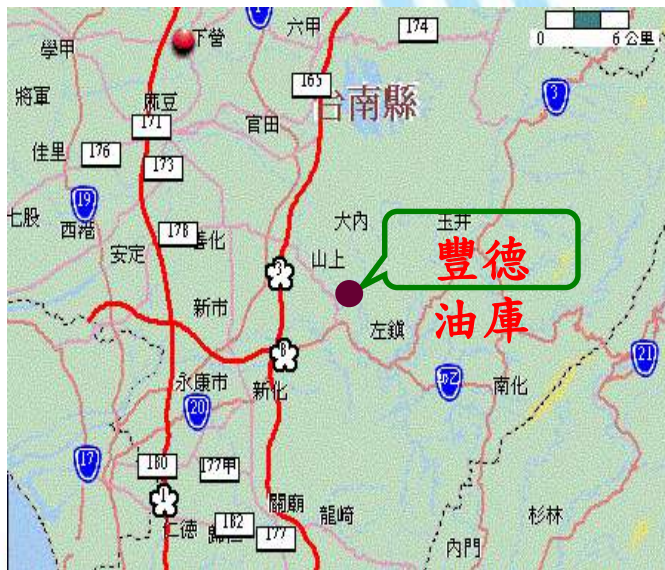 1
六甲
174
下營
0 6 公里
學甲
165
3
將軍
麻豆
台南縣
171
官田
佳里
176
173
19
七股
西港
178
善化
大內
玉井
安定
山上
豐德
油庫
3
新市
左鎮
8
21
永康市
新化
南化
20
17
180
177甲
1
關廟
龍崎
杉林
仁德
182
177
內門